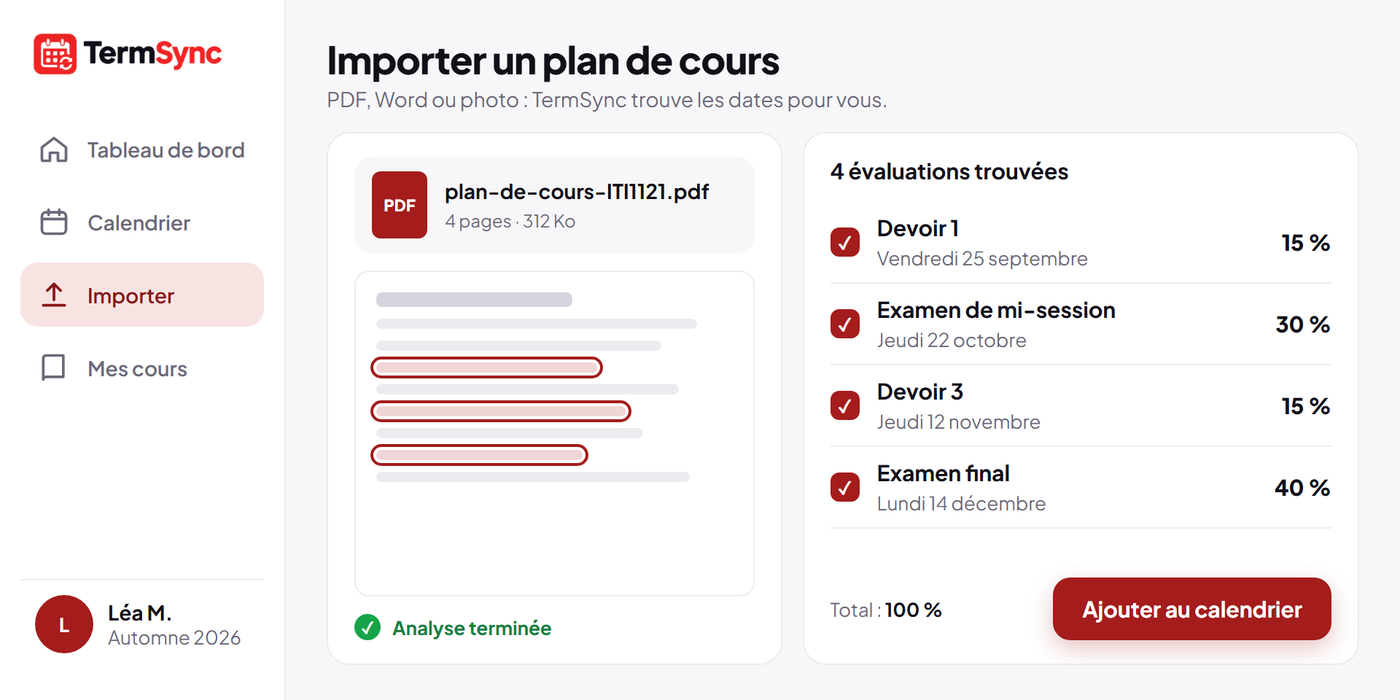 TermSync
Tableau de bord
Calendrier
Importer
Mes cours
L
Léa M.
Automne 2026
Importer un plan de cours
PDF, Word ou photo : TermSync trouve les dates pour vous.
PDF
plan-de-cours-ITI1121.pdf
4 pages · 312 Ko
Analyse terminée
4 évaluations trouvées
Devoir 1
15 %
Vendredi 25 septembre
Examen de mi-session
30 %
Jeudi 22 octobre
Devoir 3
15 %
Jeudi 12 novembre
Examen final
40 %
Lundi 14 décembre
Total : 100 %
Ajouter au calendrier